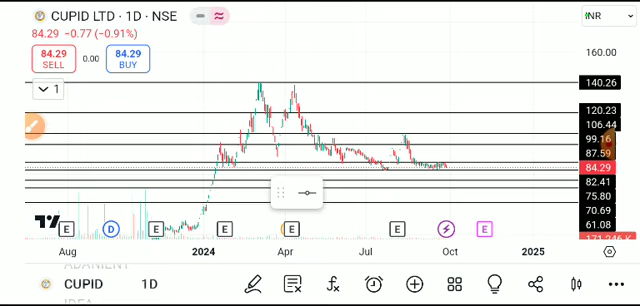 CUPID LTD · 1D · NSE
INR
84.29 −0.77 (−0.91%)
84.29 SELL
0.00
84.29 BUY
1
160.00
140.26
120.23
106.44
99.16
87.59
84.29
82.41
75.80
70.69
61.08
E D E E E E E
Aug 2024 Apr Jul Oct 2025
CUPID 1D